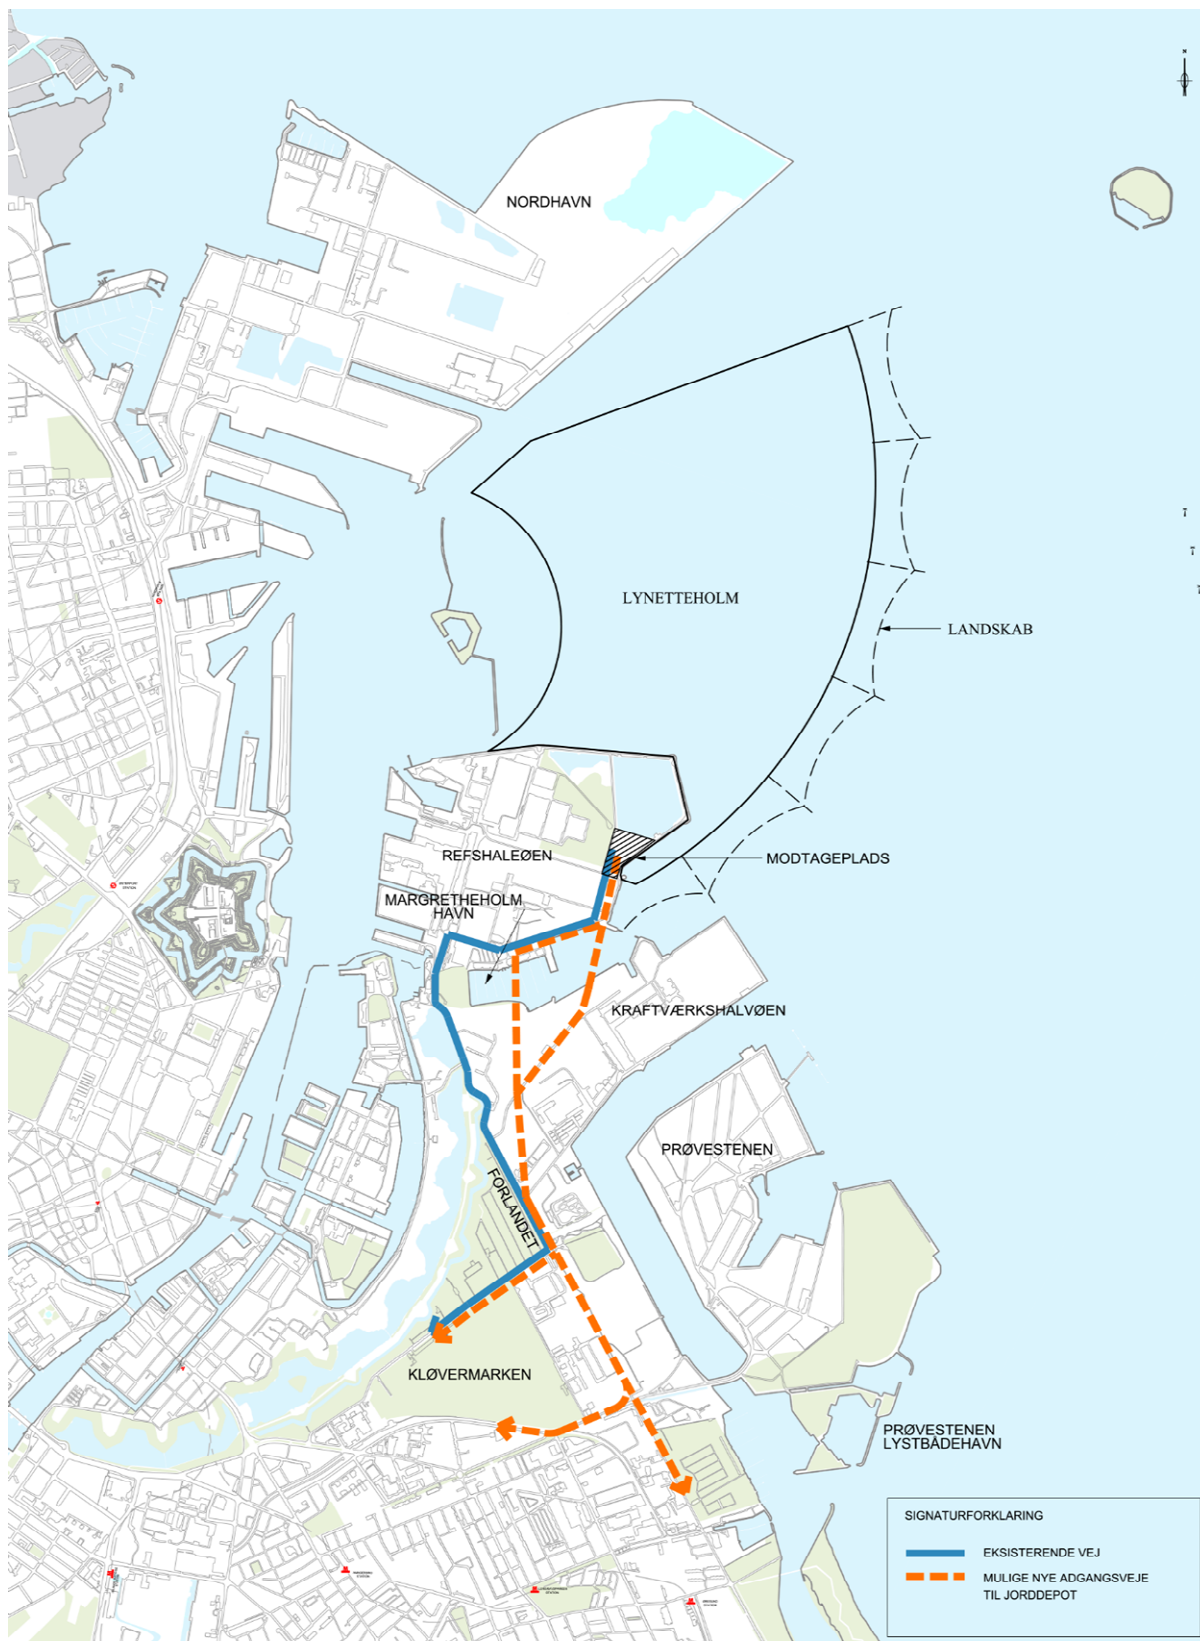 N
NORDHAVN
LYNETTEHOLM
LANDSKAB
REFSHALEØEN
MODTAGEPLADS
MARGRETHEHOLM
HAVN
KRAFTVÆRKSHALVØEN
PRØVESTENEN
FORLANDET
KLØVERMARKEN
PRØVESTENEN
LYSTBÅDEHAVN
SIGNATURFORKLARING
EKSISTERENDE VEJ
MULIGE NYE ADGANGSVEJE
TIL JORDDEPOT